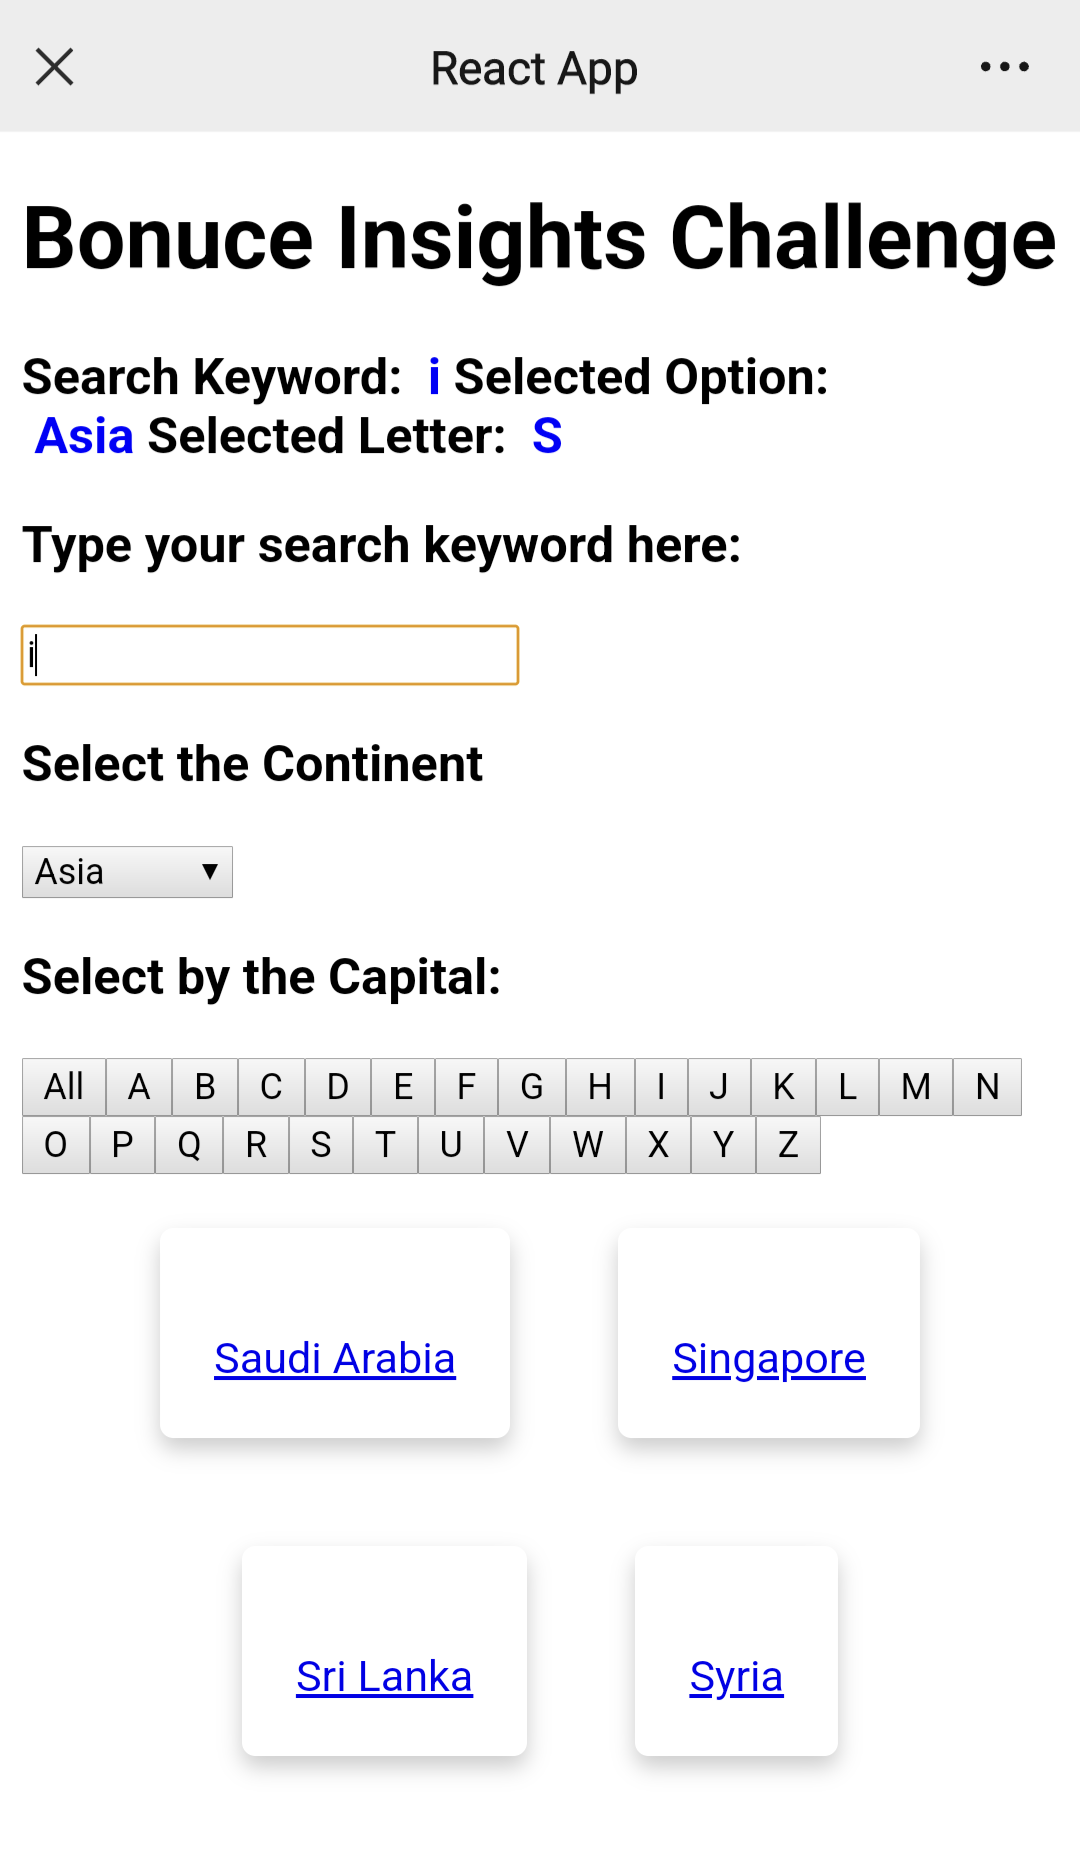 React App
Bonuce Insights Challenge
Search Keyword: i Selected Option:
Asia Selected Letter: S
Type your search keyword here:
i
Select the Continent
Asia
Select by the Capital:
All A B C D E F G H I J K L M N
O P Q R S T U V W X Y Z
Saudi Arabia Singapore
Sri Lanka Syria